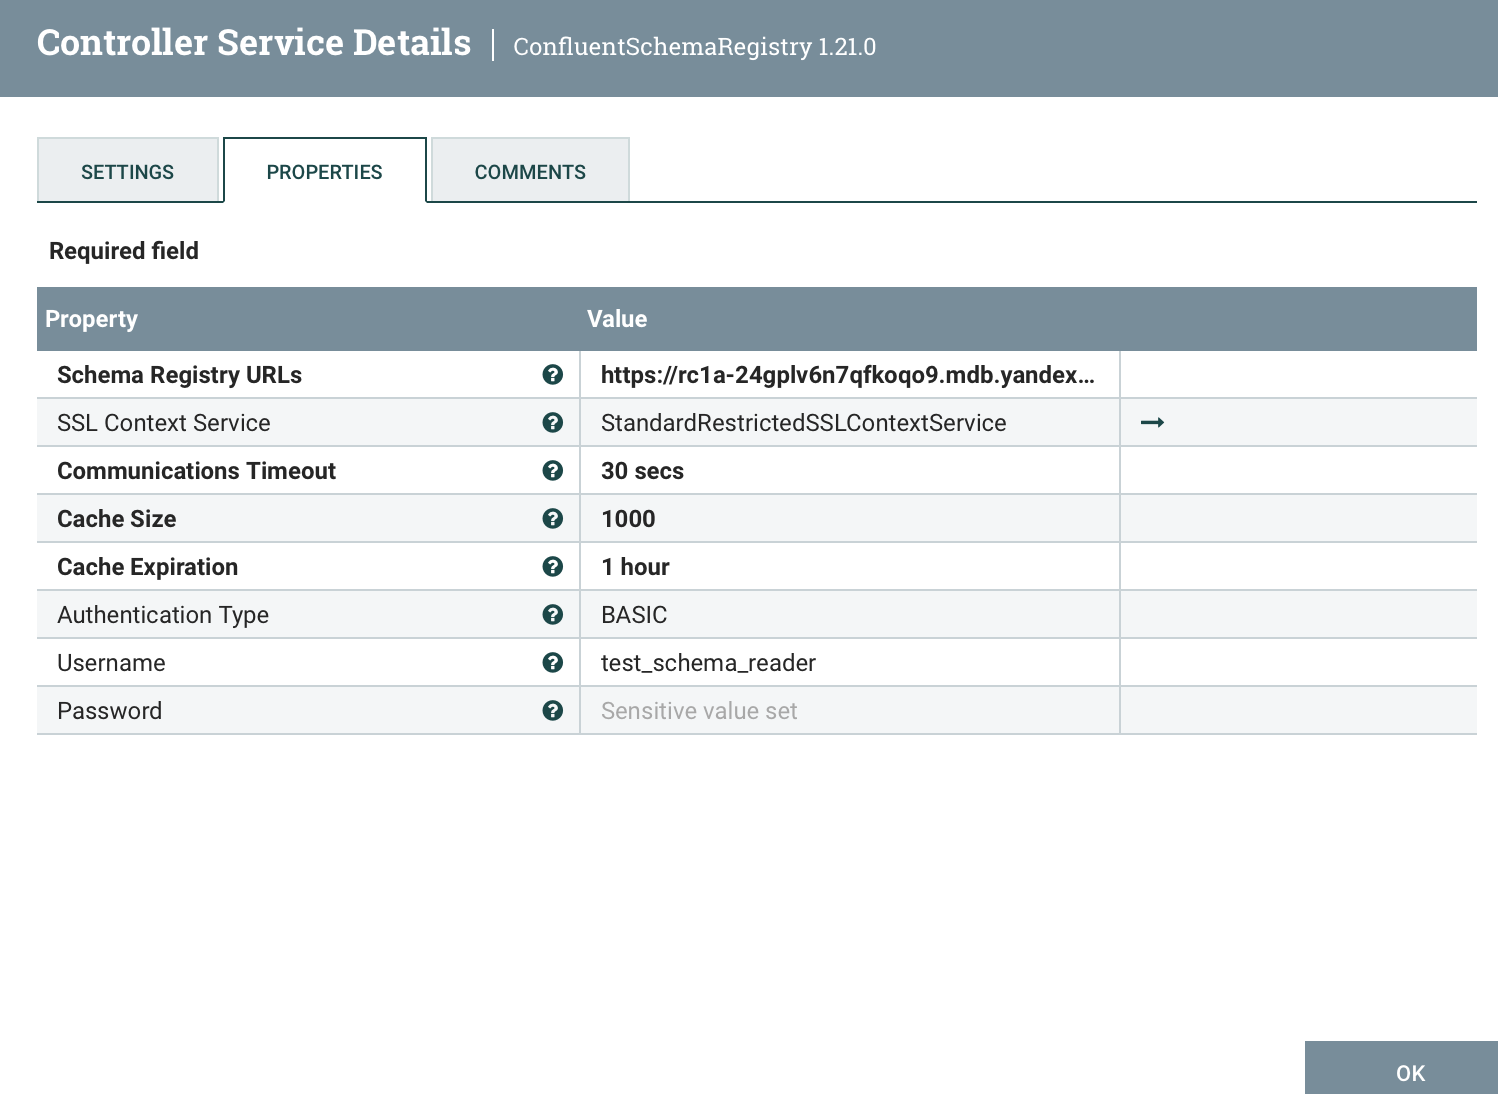 Controller Service Details | ConfluentSchemaRegistry 1.21.0
SETTINGS PROPERTIES COMMENTS
Required field
Property Value
Schema Registry URLs https://rc1a-24gplv6n7qfkoqo9.mdb.yandex...
SSL Context Service StandardRestrictedSSLContextService
Communications Timeout 30 secs
Cache Size 1000
Cache Expiration 1 hour
Authentication Type BASIC
Username test_schema_reader
Password Sensitive value set
OK